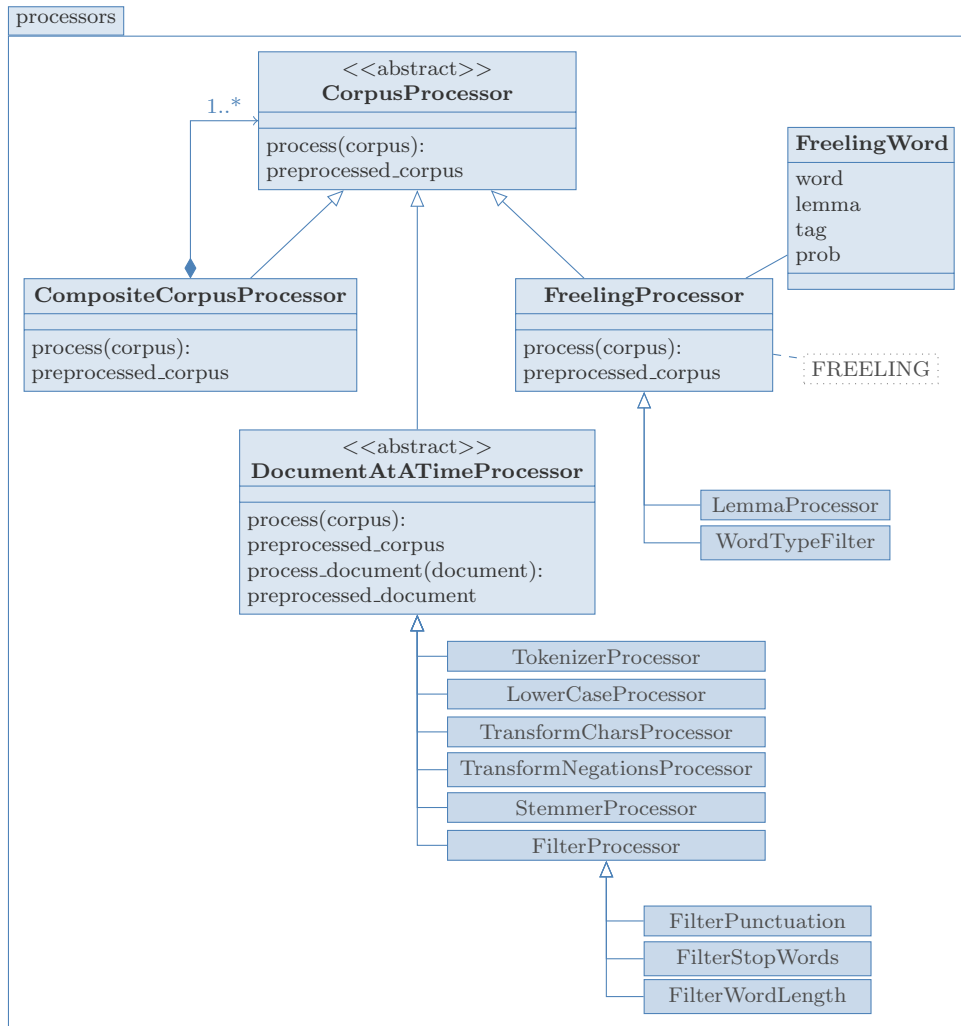 processors
<<abstract>>
CorpusProcessor
process(corpus):
preprocessed_corpus
1..*
FreelingWord
word
lemma
tag
prob
CompositeCorpusProcessor
process(corpus):
preprocessed_corpus
FreelingProcessor
process(corpus):
preprocessed_corpus
FREELING
<<abstract>>
DocumentAtATimeProcessor
process(corpus):
preprocessed_corpus
process_document(document):
preprocessed_document
LemmaProcessor
WordTypeFilter
TokenizerProcessor
LowerCaseProcessor
TransformCharsProcessor
TransformNegationsProcessor
StemmerProcessor
FilterProcessor
FilterPunctuation
FilterStopWords
FilterWordLength